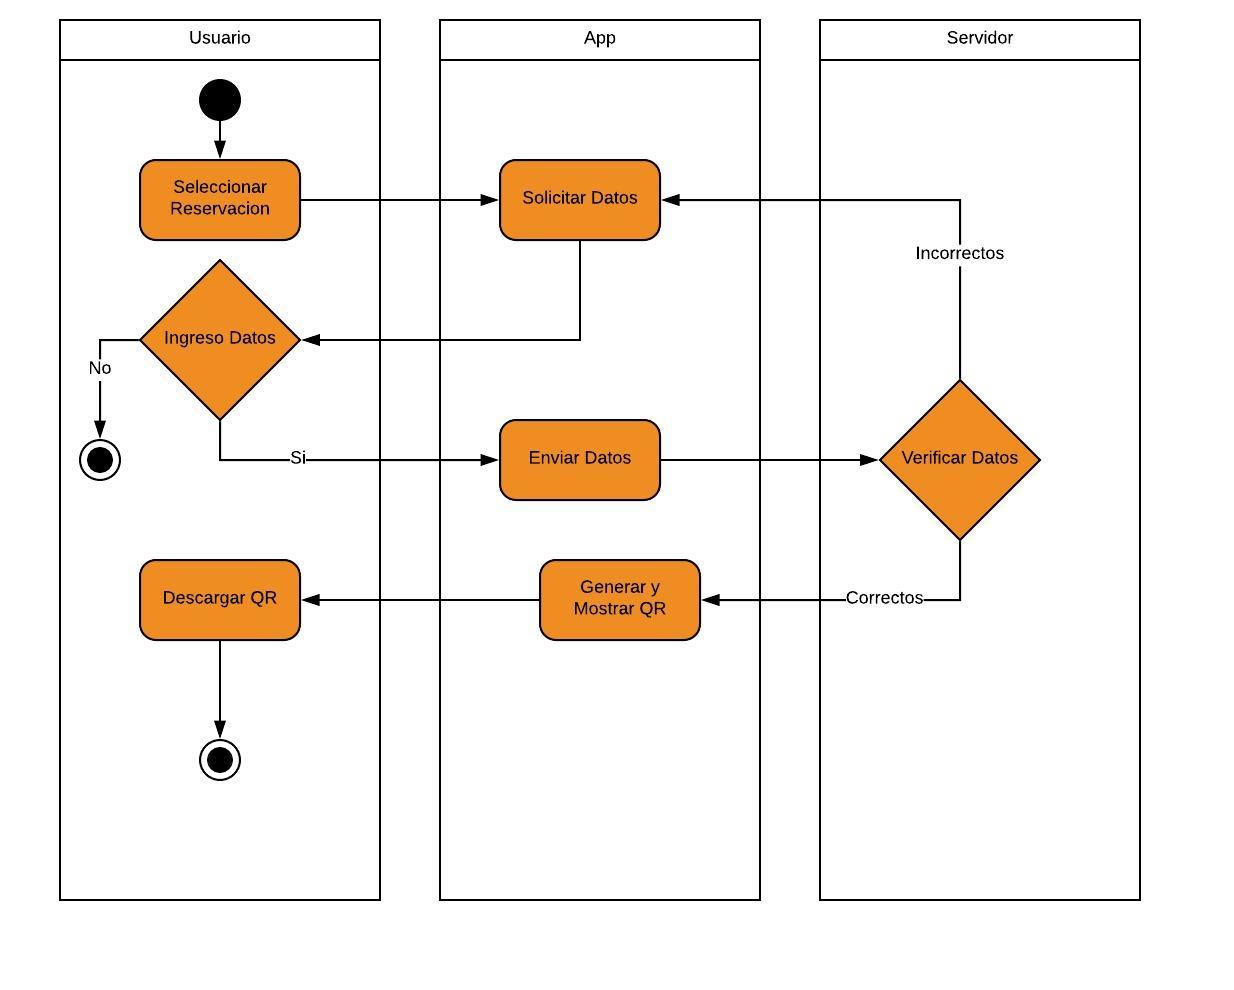 Usuario
App
Servidor
Seleccionar
Reservacion
Solicitar Datos
Incorrectos
Ingreso Datos
No
Si
Enviar Datos
Verificar Datos
Descargar QR
Generar y
Mostrar QR
Correctos